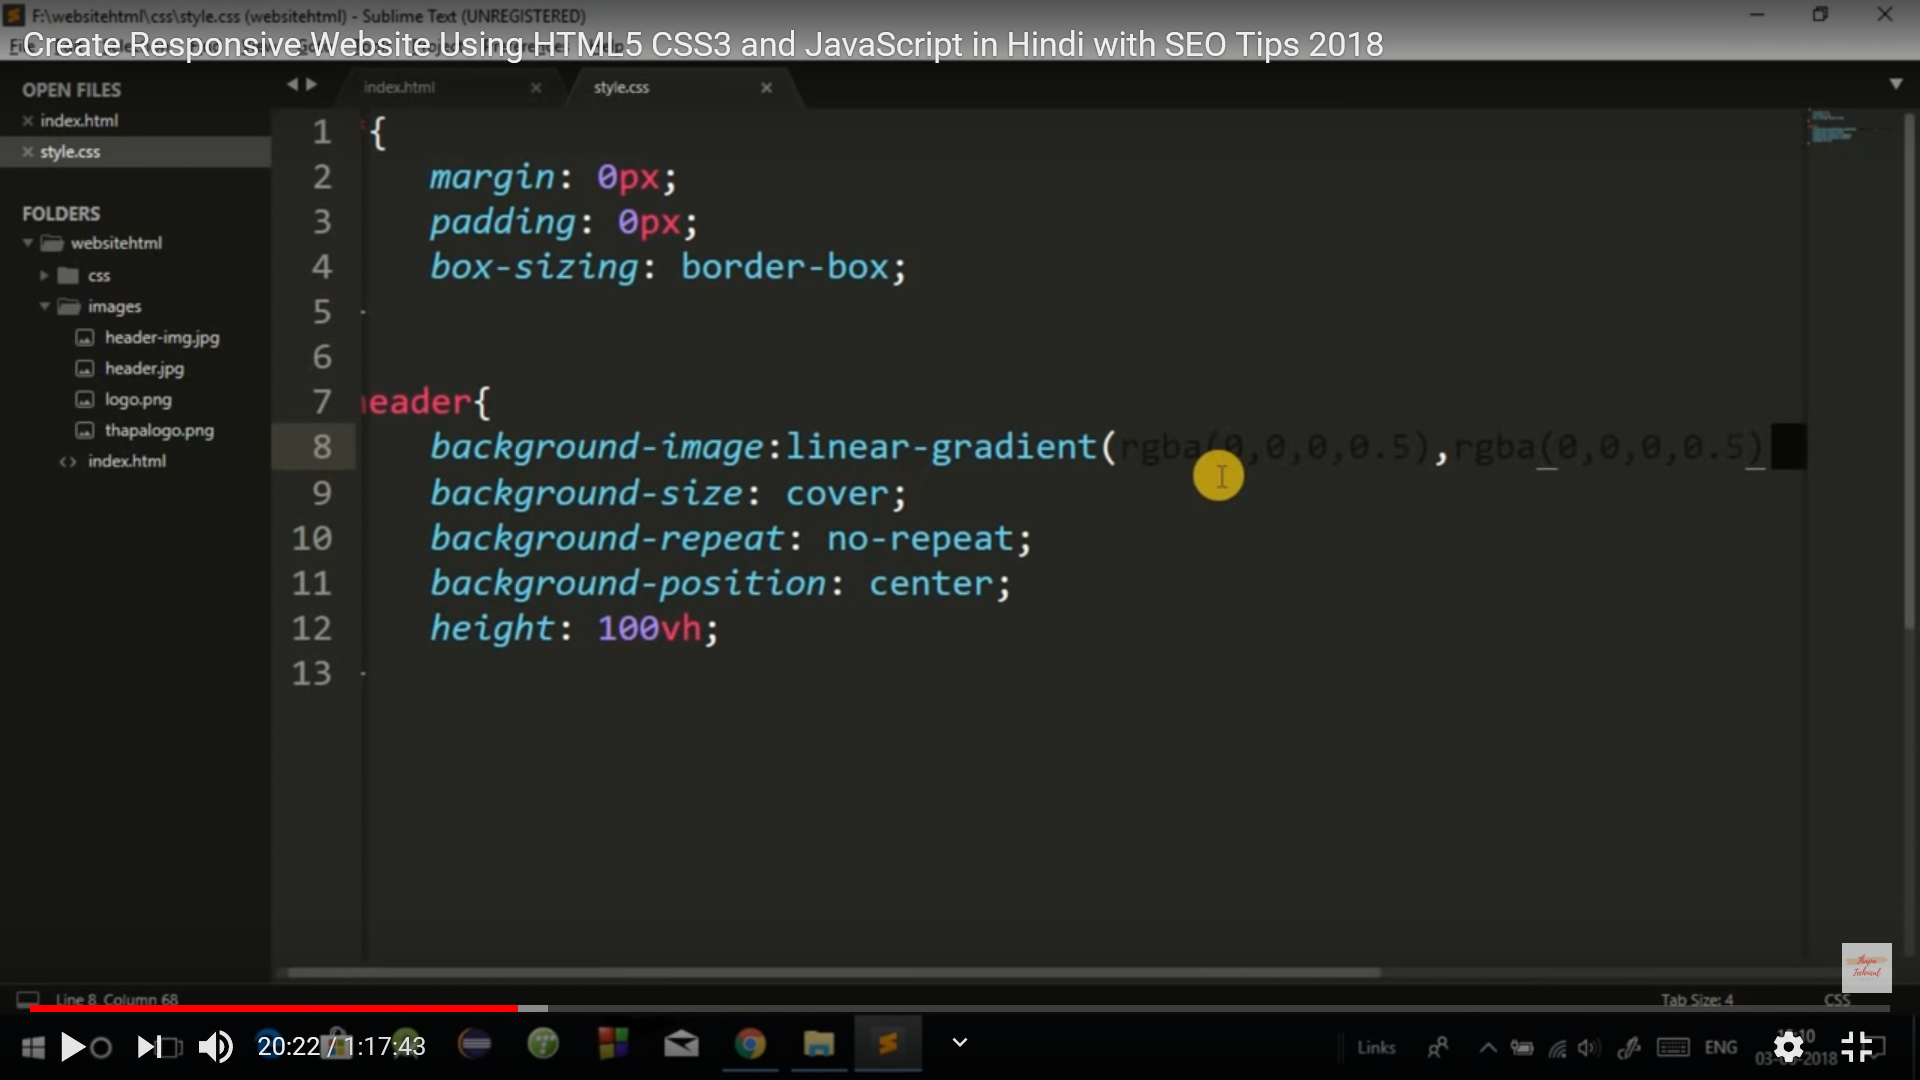 F:\websitehtml\css\style.css (websitehtml) - Sublime Text (UNREGISTERED)
Create Responsive Website Using HTML5 CSS3 and JavaScript in Hindi with SEO Tips 2018
OPEN FILES
index.html
style.css
FOLDERS
websitehtml
css
images
header-img.jpg
header.jpg
logo.png
thapalogo.png
index.html
index.html
style.css
1 {
2 margin: 0px;
3 padding: 0px;
4 box-sizing: border-box;
5
6
7 eader{
8 background-image:linear-gradient(rgba(0,0,0,0.5),rgba(0,0,0,0.5)
9 background-size: cover;
10 background-repeat: no-repeat;
11 background-position: center;
12 height: 100vh;
13
Thapa
Technical
Line 8, Column 68
Tab Size: 4
CSS
20:22 / 1:17:43
Links
ENG